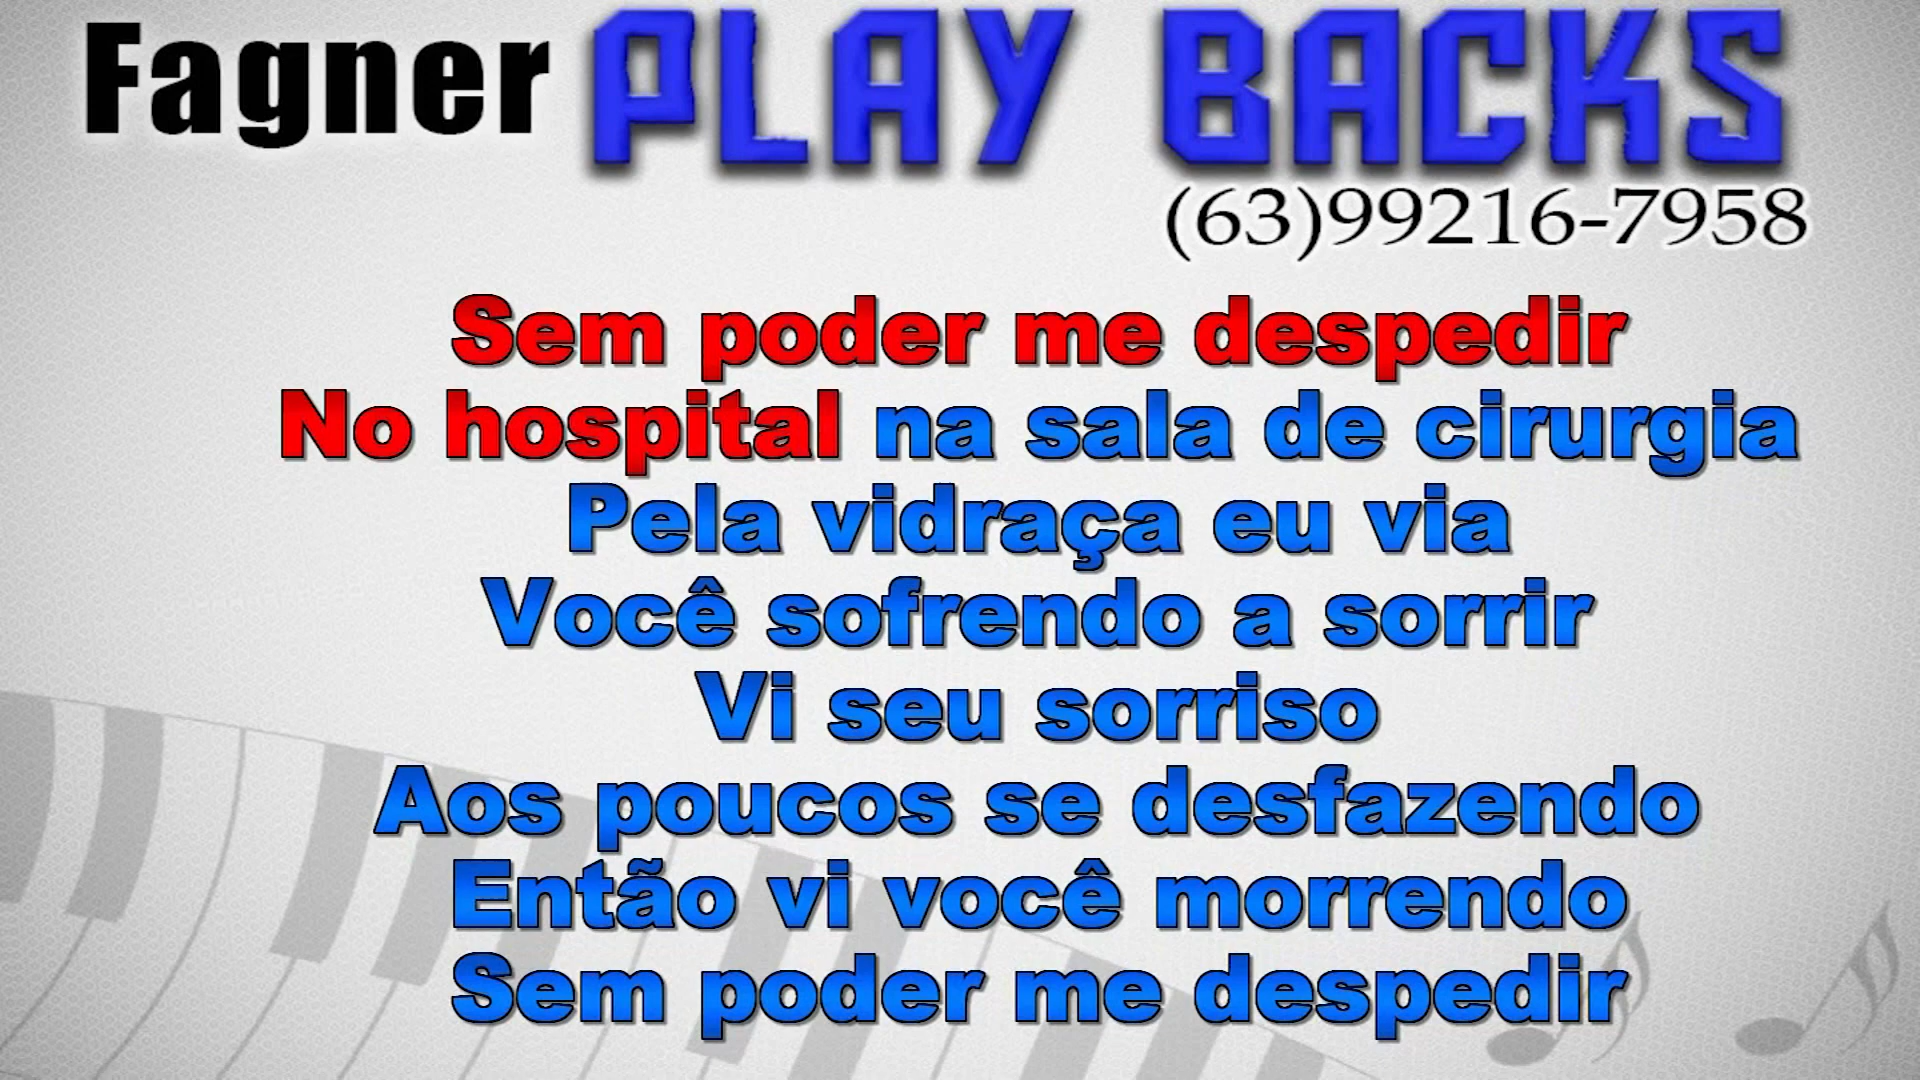 Fagner PLAY BACKS
(63)99216-7958
Sem poder me despedir
No hospital na sala de cirurgia
Pela vidraça eu via
Você sofrendo a sorrir
Vi seu sorriso
Aos poucos se desfazendo
Então vi você morrendo
Sem poder me despedir